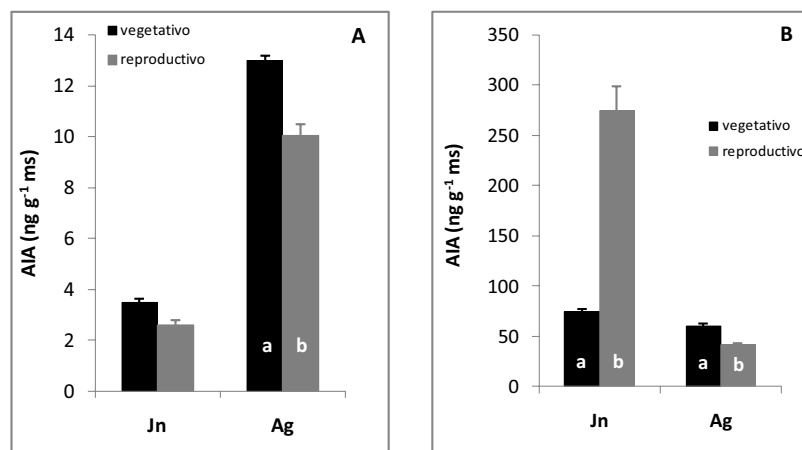 A
vegetativo
reproductivo
AIA (ng g⁻¹ ms)
14
12
10
8
6
4
2
0
a b
Jn Ag
B
vegetativo
reproductivo
AIA (ng g⁻¹ ms)
350
300
250
200
150
100
50
0
a b a b
Jn Ag